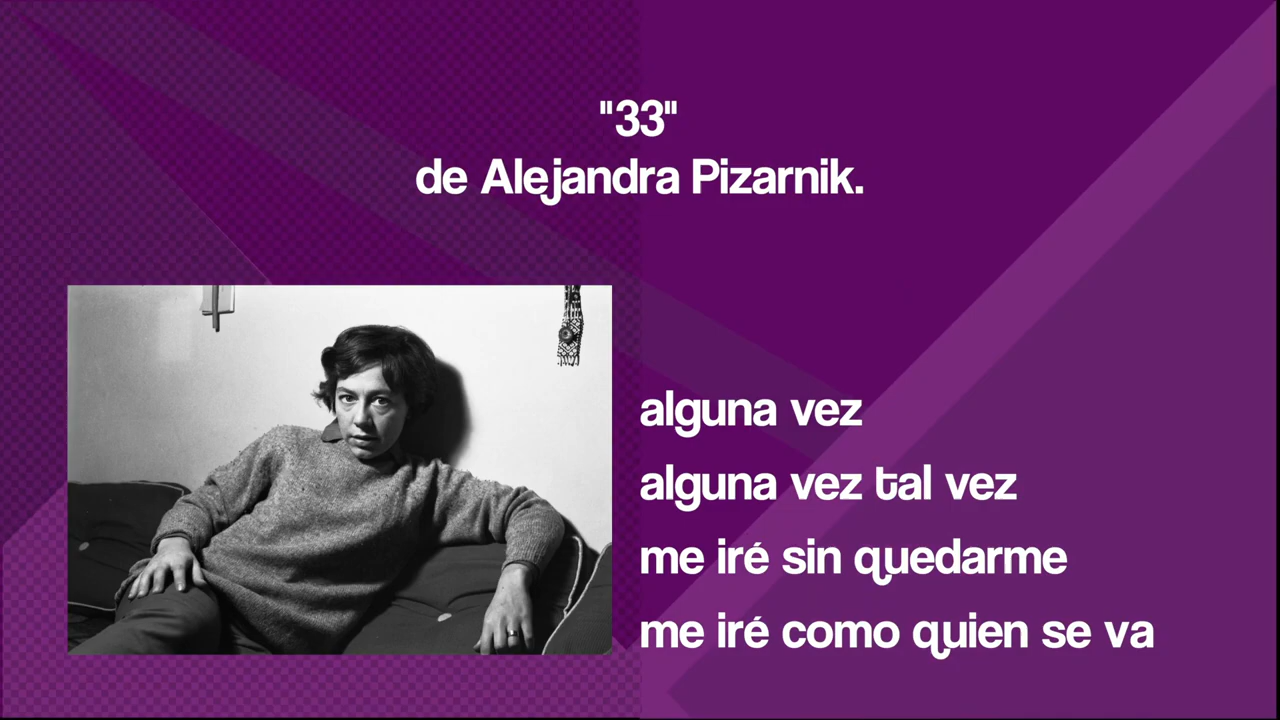 "33"
de Alejandra Pizarnik.
alguna vez
alguna vez tal vez
me iré sin quedarme
me iré como quien se va